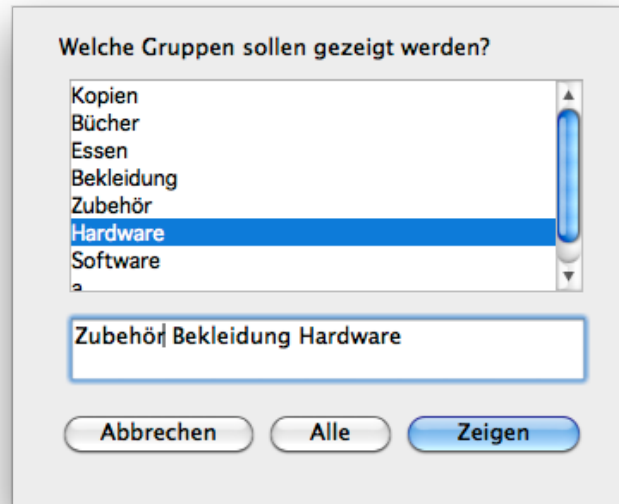 Welche Gruppen sollen gezeigt werden?
Kopien
Bücher
Essen
Bekleidung
Zubehör
Hardware
Software
a
Zubehör Bekleidung Hardware
Abbrechen Alle Zeigen